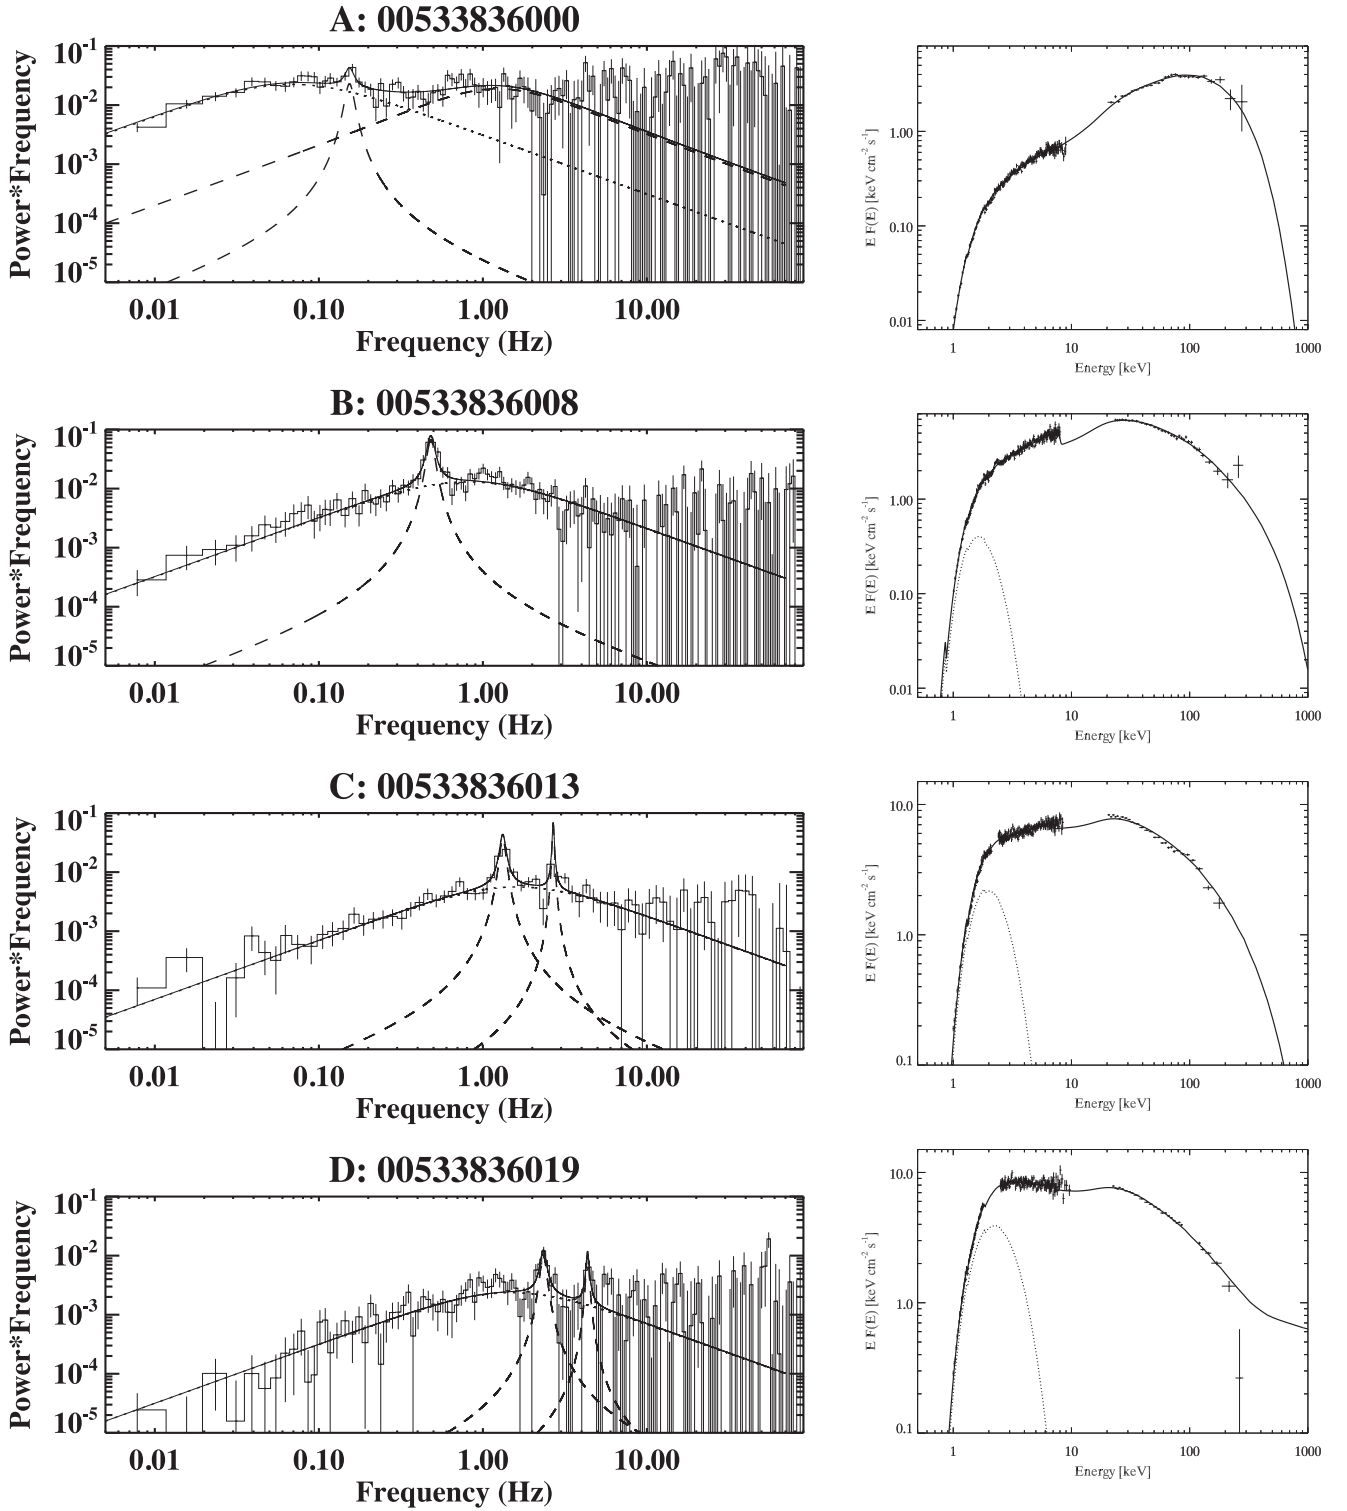 A: 00533836000
Power*Frequency
10-1
10-2
10-3
10-4
10-5
0.01 0.10 1.00 10.00
Frequency (Hz)
E F(E) [keV cm-2 s-1]
1.00
0.10
0.01
1 10 100 1000
Energy [keV]
B: 00533836008
Power*Frequency
10-1
10-2
10-3
10-4
10-5
0.01 0.10 1.00 10.00
Frequency (Hz)
E F(E) [keV cm-2 s-1]
1.00
0.10
0.01
1 10 100 1000
Energy [keV]
C: 00533836013
Power*Frequency
10-1
10-2
10-3
10-4
10-5
0.01 0.10 1.00 10.00
Frequency (Hz)
E F(E) [keV cm-2 s-1]
10.0
1.0
0.1
1 10 100 1000
Energy [keV]
D: 00533836019
Power*Frequency
10-1
10-2
10-3
10-4
10-5
0.01 0.10 1.00 10.00
Frequency (Hz)
E F(E) [keV cm-2 s-1]
10.0
1.0
0.1
1 10 100 1000
Energy [keV]